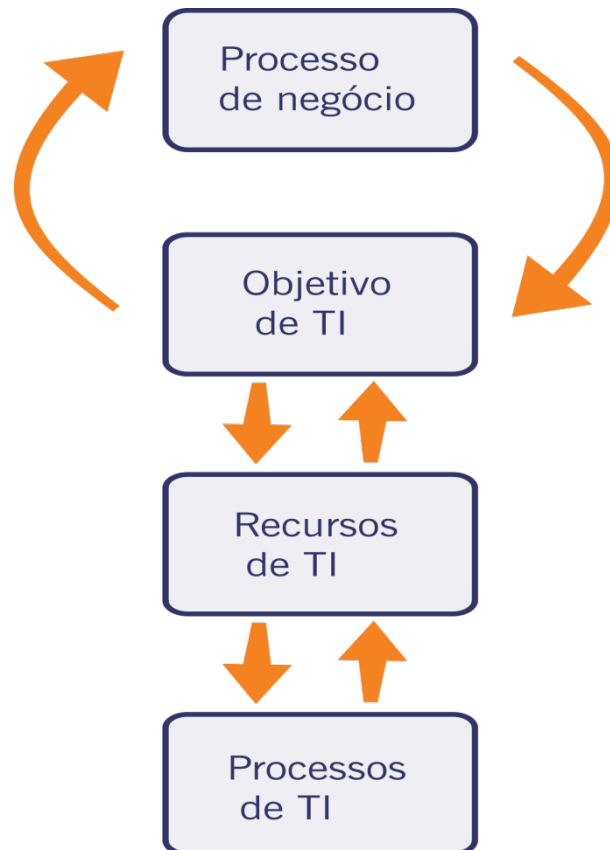 Processo
de negócio
Objetivo
de TI
Recursos
de TI
Processos
de TI